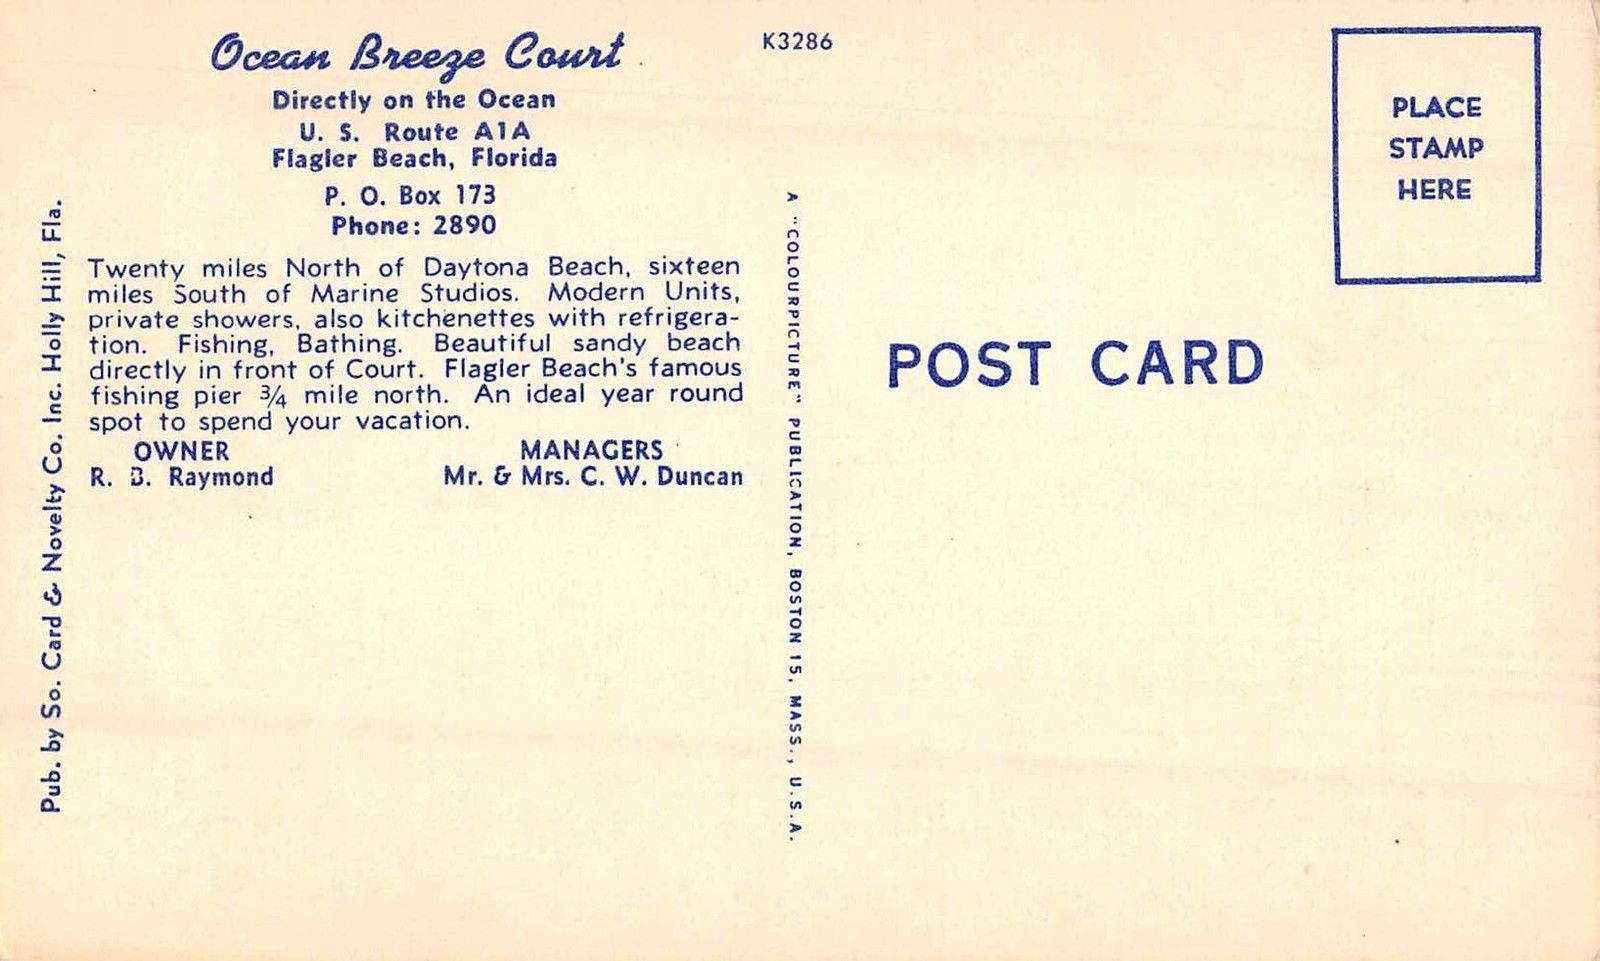 Ocean Breeze Court
Directly on the Ocean
U. S. Route A1A
Flagler Beach, Florida
P. O. Box 173
Phone: 2890
Twenty miles North of Daytona Beach, sixteen
miles South of Marine Studios. Modern Units,
private showers, also kitchenettes with refrigera-
tion. Fishing, Bathing. Beautiful sandy beach
directly in front of Court. Flagler Beach's famous
fishing pier ¾ mile north. An ideal year round
spot to spend your vacation.
OWNER
R. B. Raymond
MANAGERS
Mr. & Mrs. C. W. Duncan
Pub. by So. Card & Novelty Co. Inc. Holly Hill, Fla.
K3286
A "COLOURPICTURE" PUBLICATION, BOSTON 15, MASS., U.S.A.
PLACE
STAMP
HERE
POST CARD